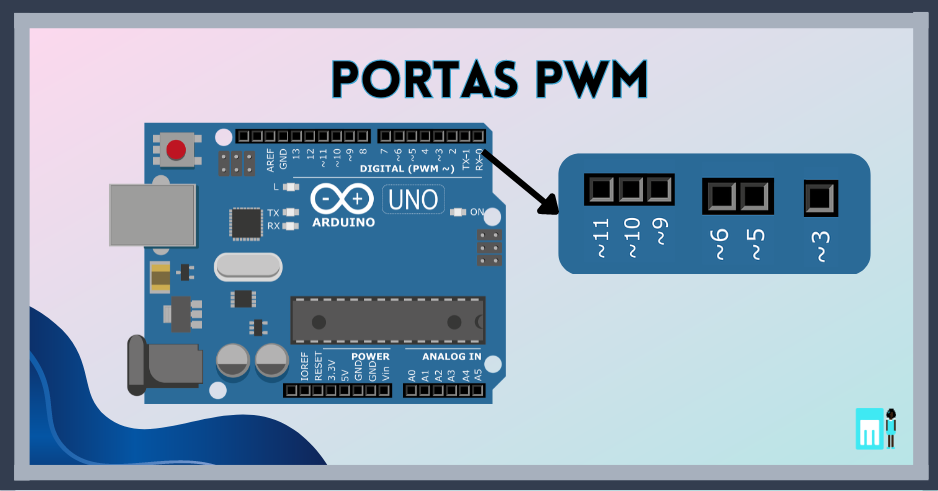 PORTAS PWM
AREF
GND
13
12
~11
~10
~9
8
7
~6
~5
4
~3
2
TX-1
RX-0
DIGITAL (PWM ~)
L
TX
RX
ARDUINO
UNO
ON
POWER
ANALOG IN
IOREF
RESET
3.3V
5V
GND
GND
Vin
A0
A1
A2
A3
A4
A5
~11
~10
~9
~6
~5
~3